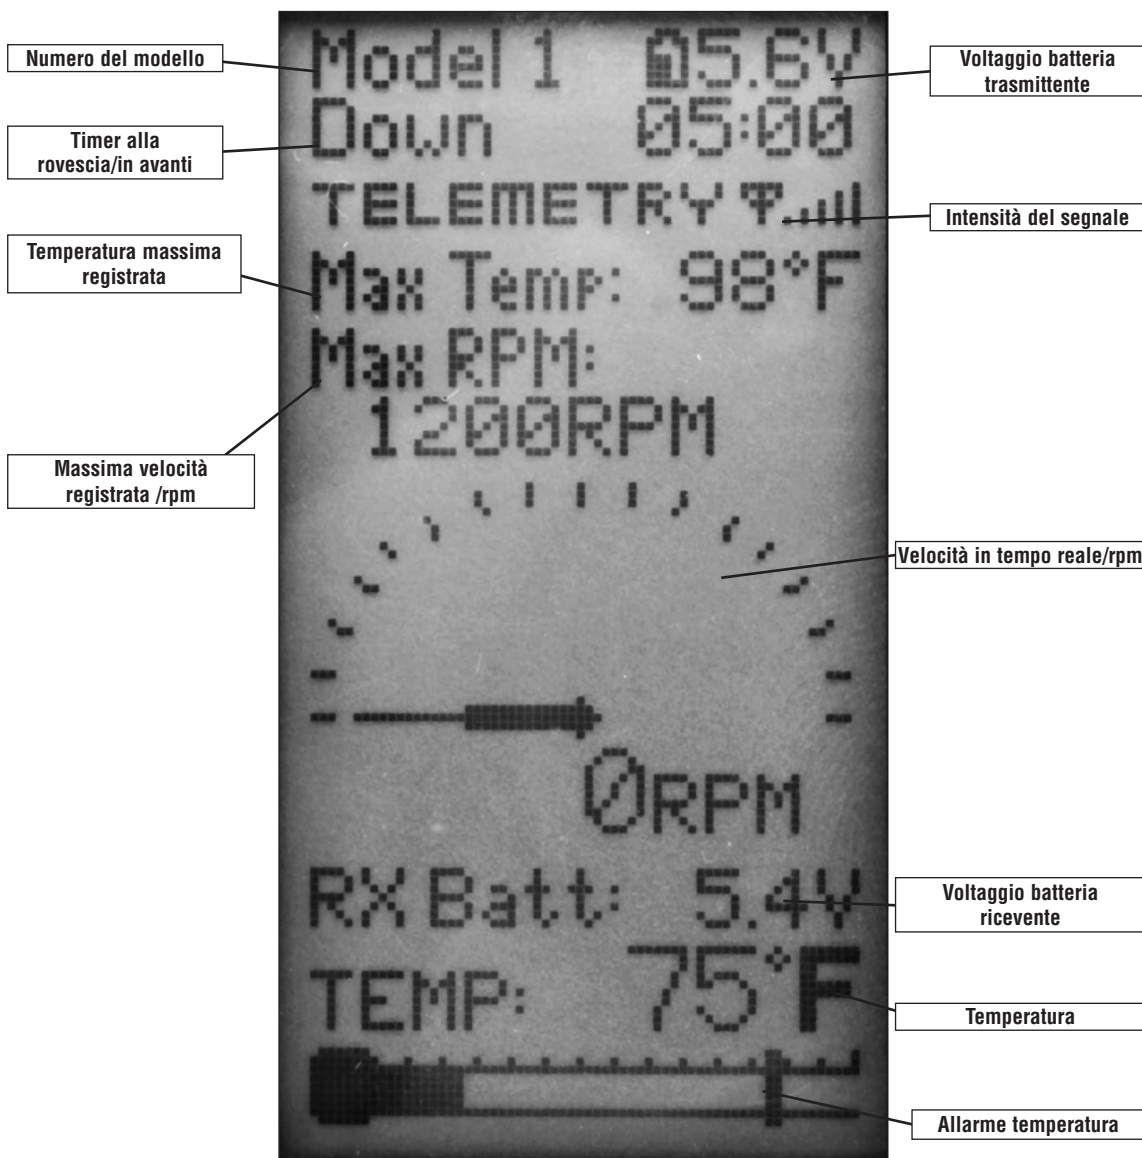 Numero del modello
Model 1 5.6V
Voltaggio batteria
trasmittente
Timer alla
rovescia/in avanti
Down 05:00
TELEMETRY
Intensità del segnale
Temperatura massima
registrata
Max Temp: 98°F
Max RPM:
1200RPM
Massima velocità
registrata /rpm
Velocità in tempo reale/rpm
0RPM
RX Batt: 5.4V
Voltaggio batteria
ricevente
TEMP: 75°F
Temperatura
Allarme temperatura